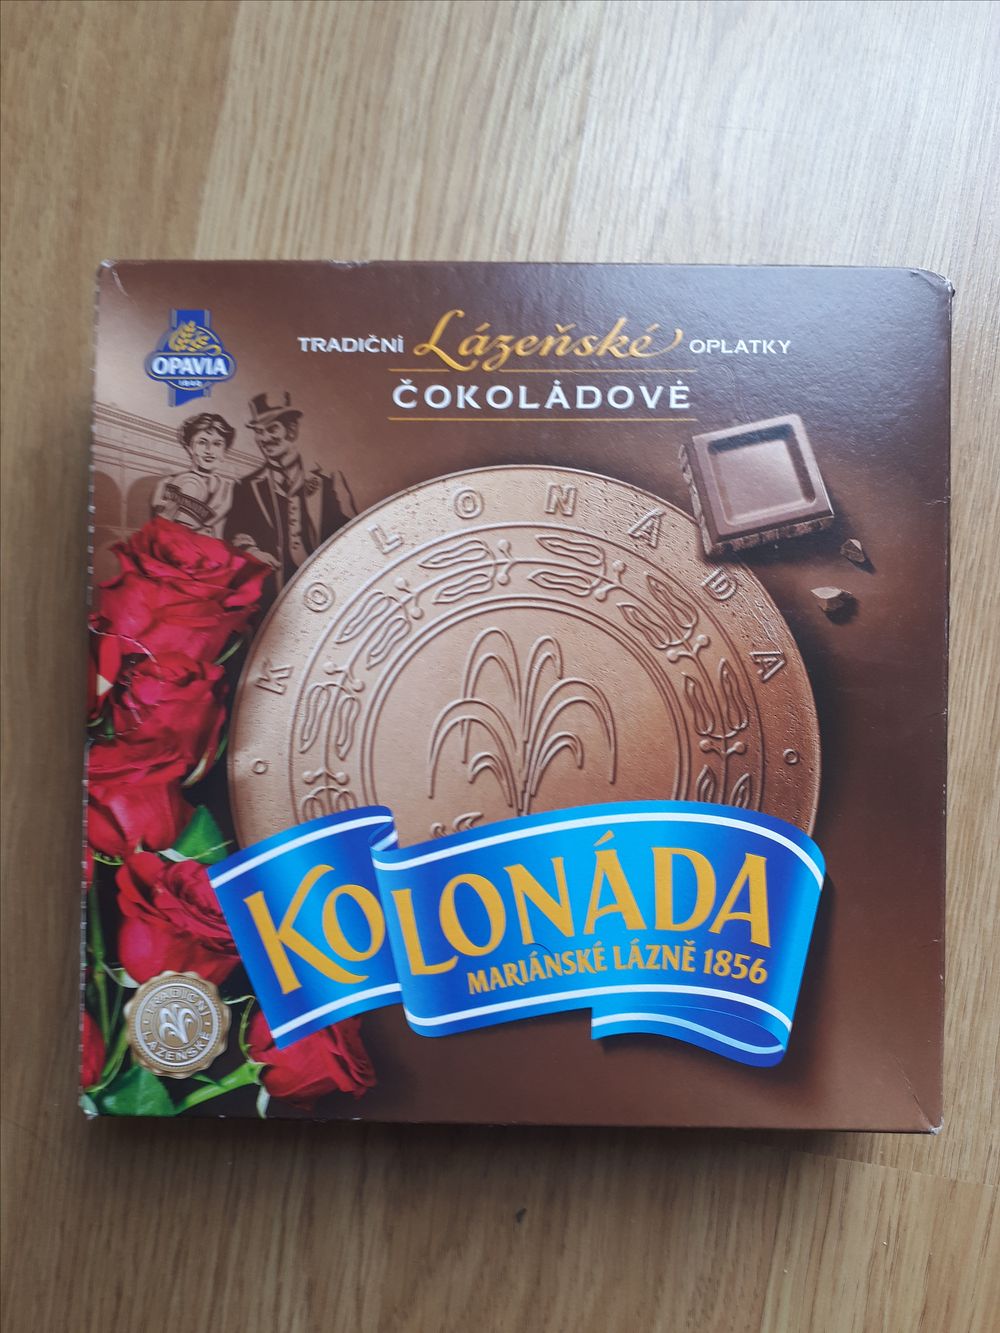 OPAVIA
TRADIČNÍ Lázeňské OPLATKY
ČOKOLÁDOVÉ
KOLONÁDA
KOLONÁDA
MARIÁNSKÉ LÁZNĚ 1856
TRADIČNÍ
LÁZEŇSKÉ